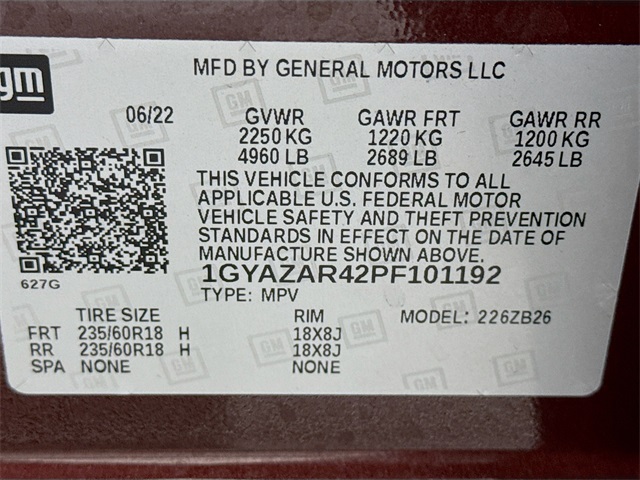 gm
MFD BY GENERAL MOTORS LLC
06/22 GVWR GAWR FRT GAWR RR
2250 KG 1220 KG 1200 KG
4960 LB 2689 LB 2645 LB
THIS VEHICLE CONFORMS TO ALL
APPLICABLE U.S. FEDERAL MOTOR
VEHICLE SAFETY AND THEFT PREVENTION
STANDARDS IN EFFECT ON THE DATE OF
MANUFACTURE SHOWN ABOVE.
627G
1GYAZAR42PF101192
TYPE: MPV
TIRE SIZE RIM MODEL: 226ZB26
FRT 235/60R18 H 18X8J
RR 235/60R18 H 18X8J
SPA NONE NONE